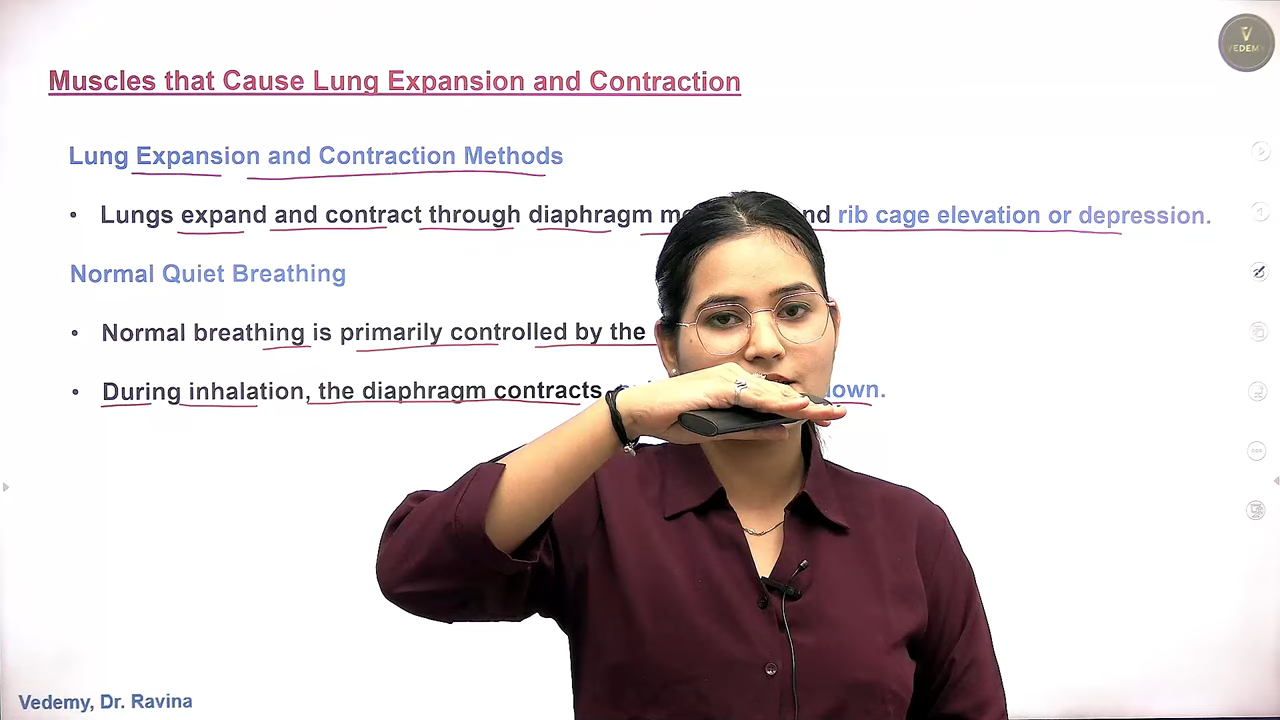 VEDEMY
Muscles that Cause Lung Expansion and Contraction
Lung Expansion and Contraction Methods
• Lungs expand and contract through diaphragm rib cage elevation or depression.
Normal Quiet Breathing
• Normal breathing is primarily controlled by the
• During inhalation, the diaphragm contracts
Vedemy, Dr. Ravina